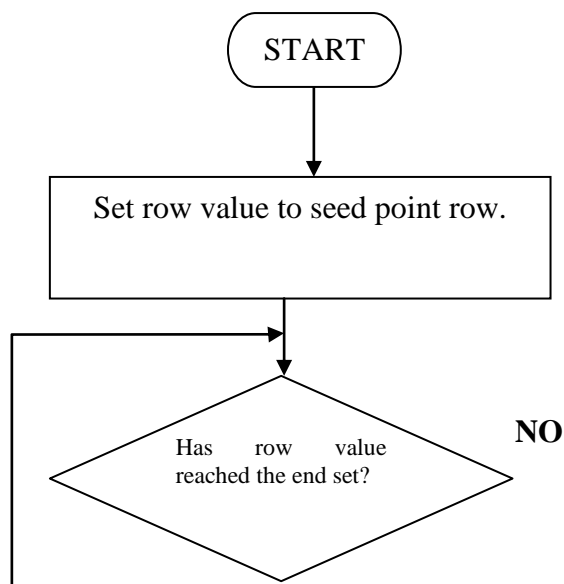 START
Set row value to seed point row.
Has row value
reached the end set?
NO